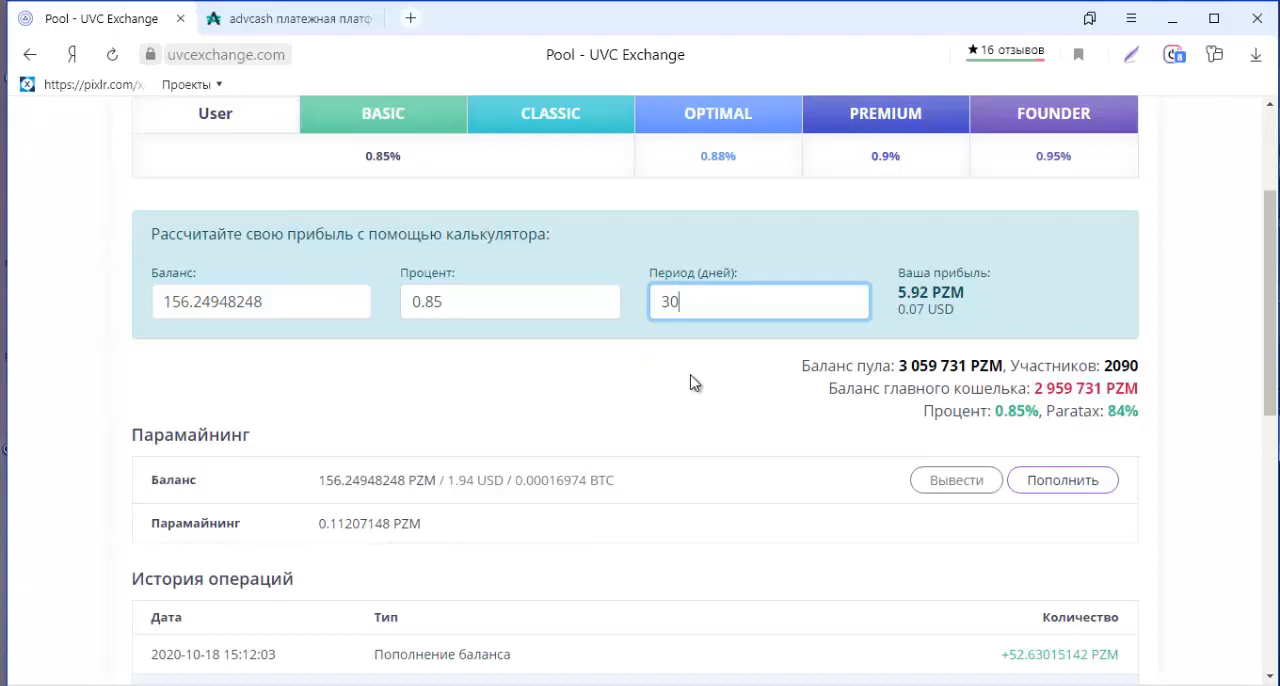 Pool - UVC Exchange
advcash платежная платф
uvcexchange.com
Pool - UVC Exchange
★ 16 отзывов
https://pixlr.com/x
Проекты
User BASIC CLASSIC OPTIMAL PREMIUM FOUNDER
0.85% 0.88% 0.9% 0.95%
Рассчитайте свою прибыль с помощью калькулятора:
Баланс: Процент: Период (дней): Ваша прибыль:
156.24948248 0.85 30 5.92 PZM
0.07 USD
Баланс пула: 3 059 731 PZM, Участников: 2090
Баланс главного кошелька: 2 959 731 PZM
Процент: 0.85%, Paratax: 84%
Парамайнинг
Баланс 156.24948248 PZM / 1.94 USD / 0.00016974 BTC Вывести Пополнить
Парамайнинг 0.11207148 PZM
История операций
Дата Тип Количество
2020-10-18 15:12:03 Пополнение баланса +52.63015142 PZM